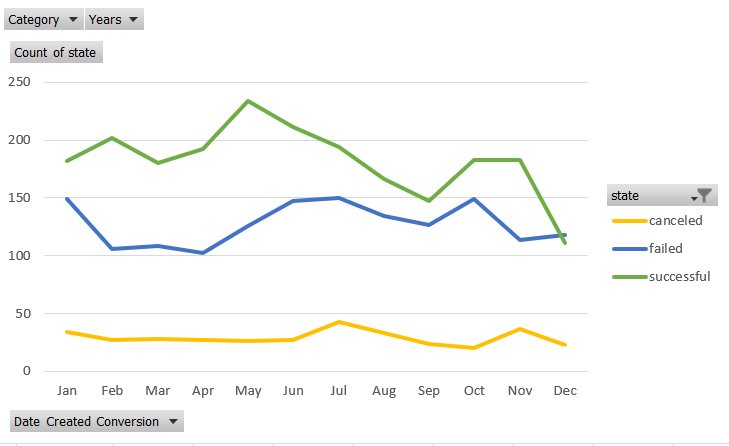 Category Years
Count of state
250
200
150
100
50
0
Jan Feb Mar Apr May Jun Jul Aug Sep Oct Nov Dec
state
canceled
failed
successful
Date Created Conversion